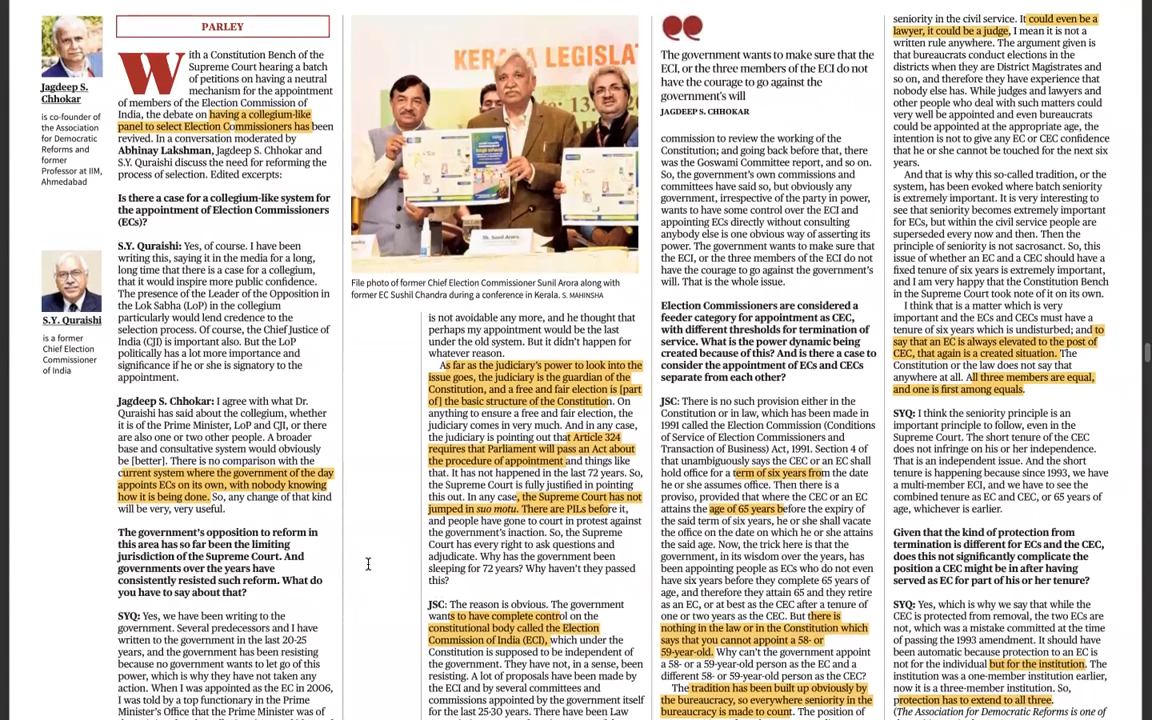 Jagdeep S.
Chhokar
is co-founder of
the Association
for Democratic
Reforms and
former
Professor at IIM,
Ahmedabad
S.Y. Quraishi
is a former
Chief Election
Commissioner
of India
PARLEY
With a Constitution Bench of the
Supreme Court hearing a batch
of petitions on having a neutral
mechanism for the appointment
of members of the Election Commission of
India, the debate on having a collegium-like
panel to select Election Commissioners has been
revived. In a conversation moderated by
Abhinay Lakshman, Jagdeep S. Chhokar and
S.Y. Quraishi discuss the need for reforming the
process of selection. Edited excerpts:
Is there a case for a collegium-like system for
the appointment of Election Commissioners
(ECs)?
S.Y. Quraishi: Yes, of course. I have been
writing this, saying it in the media for a long,
long time that there is a case for a collegium,
that it would inspire more public confidence.
The presence of the Leader of the Opposition in
the Lok Sabha (LoP) in the collegium
particularly would lend credence to the
selection process. Of course, the Chief Justice of
India (CJI) is important also. But the LoP
politically has a lot more importance and
significance if he or she is signatory to the
appointment.
Jagdeep S. Chhokar: I agree with what Dr.
Quraishi has said about the collegium, whether
it is of the Prime Minister, LoP and CJI, or there
are also one or two other people. A broader
base and consultative system would obviously
be [better]. There is no comparison with the
current system where the government of the day
appoints ECs on its own, with nobody knowing
how it is being done. So, any change of that kind
will be very, very useful.
The government's opposition to reform in
this area has so far been the limiting
jurisdiction of the Supreme Court. And
governments over the years have
consistently resisted such reform. What do
you have to say about that?
SYQ: Yes, we have been writing to the
government. Several predecessors and I have
written to the government in the last 20-25
years, and the government has been resisting
because no government wants to let go of this
power, which is why they have not taken any
action. When I was appointed as the EC in 2006,
I was told by a top functionary in the Prime
Minister's Office that the Prime Minister was of
KERALA LEGISLAT
Dr. Sunil Arora
File photo of former Chief Election Commissioner Sunil Arora along with
former EC Sushil Chandra during a conference in Kerala. S. MAHINSHA
is not avoidable any more, and he thought that
perhaps my appointment would be the last
under the old system. But it didn't happen for
whatever reason.
As far as the judiciary's power to look into the
issue goes, the judiciary is the guardian of the
Constitution, and a free and fair election is [part
of] the basic structure of the Constitution. On
anything to ensure a free and fair election, the
judiciary comes in very much. And in any case,
the judiciary is pointing out that Article 324
requires that Parliament will pass an Act about
the procedure of appointment and things like
that. It has not happened in the last 72 years. So,
the Supreme Court is fully justified in pointing
this out. In any case, the Supreme Court has not
jumped in suo motu. There are PILs before it,
and people have gone to court in protest against
the government's inaction. So, the Supreme
Court has every right to ask questions and
adjudicate. Why has the government been
sleeping for 72 years? Why haven't they passed
this?
JSC: The reason is obvious. The government
wants to have complete control on the
constitutional body called the Election
Commission of India (ECI), which under the
Constitution is supposed to be independent of
the government. They have not, in a sense, been
resisting. A lot of proposals have been made by
the ECI and by several committees and
commissions appointed by the government itself
for the last 25-30 years. There have been Law
The government wants to make sure that the
ECI, or the three members of the ECI do not
have the courage to go against the
government's will
JAGDEEP S. CHHOKAR
commission to review the working of the
Constitution; and going back before that, there
was the Goswami Committee report, and so on.
So, the government's own commissions and
committees have said so, but obviously any
government, irrespective of the party in power,
wants to have some control over the ECI and
appointing ECs directly without consulting
anybody else is one obvious way of asserting its
power. The government wants to make sure that
the ECI, or the three members of the ECI do not
have the courage to go against the government's
will. That is the whole issue.
Election Commissioners are considered a
feeder category for appointment as CEC,
with different thresholds for termination of
service. What is the power dynamic being
created because of this? And is there a case to
consider the appointment of ECs and CECs
separate from each other?
JSC: There is no such provision either in the
Constitution or in law, which has been made in
1991 called the Election Commission (Conditions
of Service of Election Commissioners and
Transaction of Business) Act, 1991. Section 4 of
that unambiguously says the CEC or an EC shall
hold office for a term of six years from the date
he or she assumes office. Then there is a
proviso, provided that where the CEC or an EC
attains the age of 65 years before the expiry of
the said term of six years, he or she shall vacate
the office on the date on which he or she attains
the said age. Now, the trick here is that the
government, in its wisdom over the years, has
been appointing people as ECs who do not even
have six years before they complete 65 years of
age, and therefore they attain 65 and they retire
as an EC, or at best as the CEC after a tenure of
one or two years as the CEC. But there is
nothing in the law or in the Constitution which
says that you cannot appoint a 58- or
59-year-old. Why can't the government appoint
a 58- or a 59-year-old person as the EC and a
different 58- or 59-year-old person as the CEC?
The tradition has been built up obviously by
the bureaucracy, so everywhere seniority in the
bureaucracy is made to count. The position of
seniority in the civil service. It could even be a
lawyer, it could be a judge, I mean it is not a
written rule anywhere. The argument given is
that bureaucrats conduct elections in the
districts when they are District Magistrates and
so on, and therefore they have experience that
nobody else has. While judges and lawyers and
other people who deal with such matters could
very well be appointed and even bureaucrats
could be appointed at the appropriate age, the
intention is not to give any EC or CEC confidence
that he or she cannot be touched for the next six
years.
And that is why this so-called tradition, or the
system, has been evoked where batch seniority
is extremely important. It is very interesting to
see that seniority becomes extremely important
for ECs, but within the civil service people are
superseded every now and then. Then the
principle of seniority is not sacrosanct. So, this
issue of whether an EC and a CEC should have a
fixed tenure of six years is extremely important,
and I am very happy that the Constitution Bench
in the Supreme Court took note of it on its own.
I think that is a matter which is very
important and the ECs and CECs must have a
tenure of six years which is undisturbed; and to
say that an EC is always elevated to the post of
CEC, that again is a created situation. The
Constitution or the law does not say that
anywhere at all. All three members are equal,
and one is first among equals.
SYQ: I think the seniority principle is an
important principle to follow, even in the
Supreme Court. The short tenure of the CEC
does not infringe on his or her independence.
That is an independent issue. And the short
tenure is happening because since 1993, we have
a multi-member ECI, and we have to see the
combined tenure as EC and CEC, or 65 years of
age, whichever is earlier.
Given that the kind of protection from
termination is different for ECs and the CEC,
does this not significantly complicate the
position a CEC might be in after having
served as EC for part of his or her tenure?
SYQ: Yes, which is why we say that while the
CEC is protected from removal, the two ECs are
not, which was a mistake committed at the time
of passing the 1993 amendment. It should have
been automatic because protection to an EC is
not for the individual but for the institution. The
institution was a one-member institution earlier,
now it is a three-member institution. So,
protection has to extend to all three.
(The Association of Democratic Reforms is one of